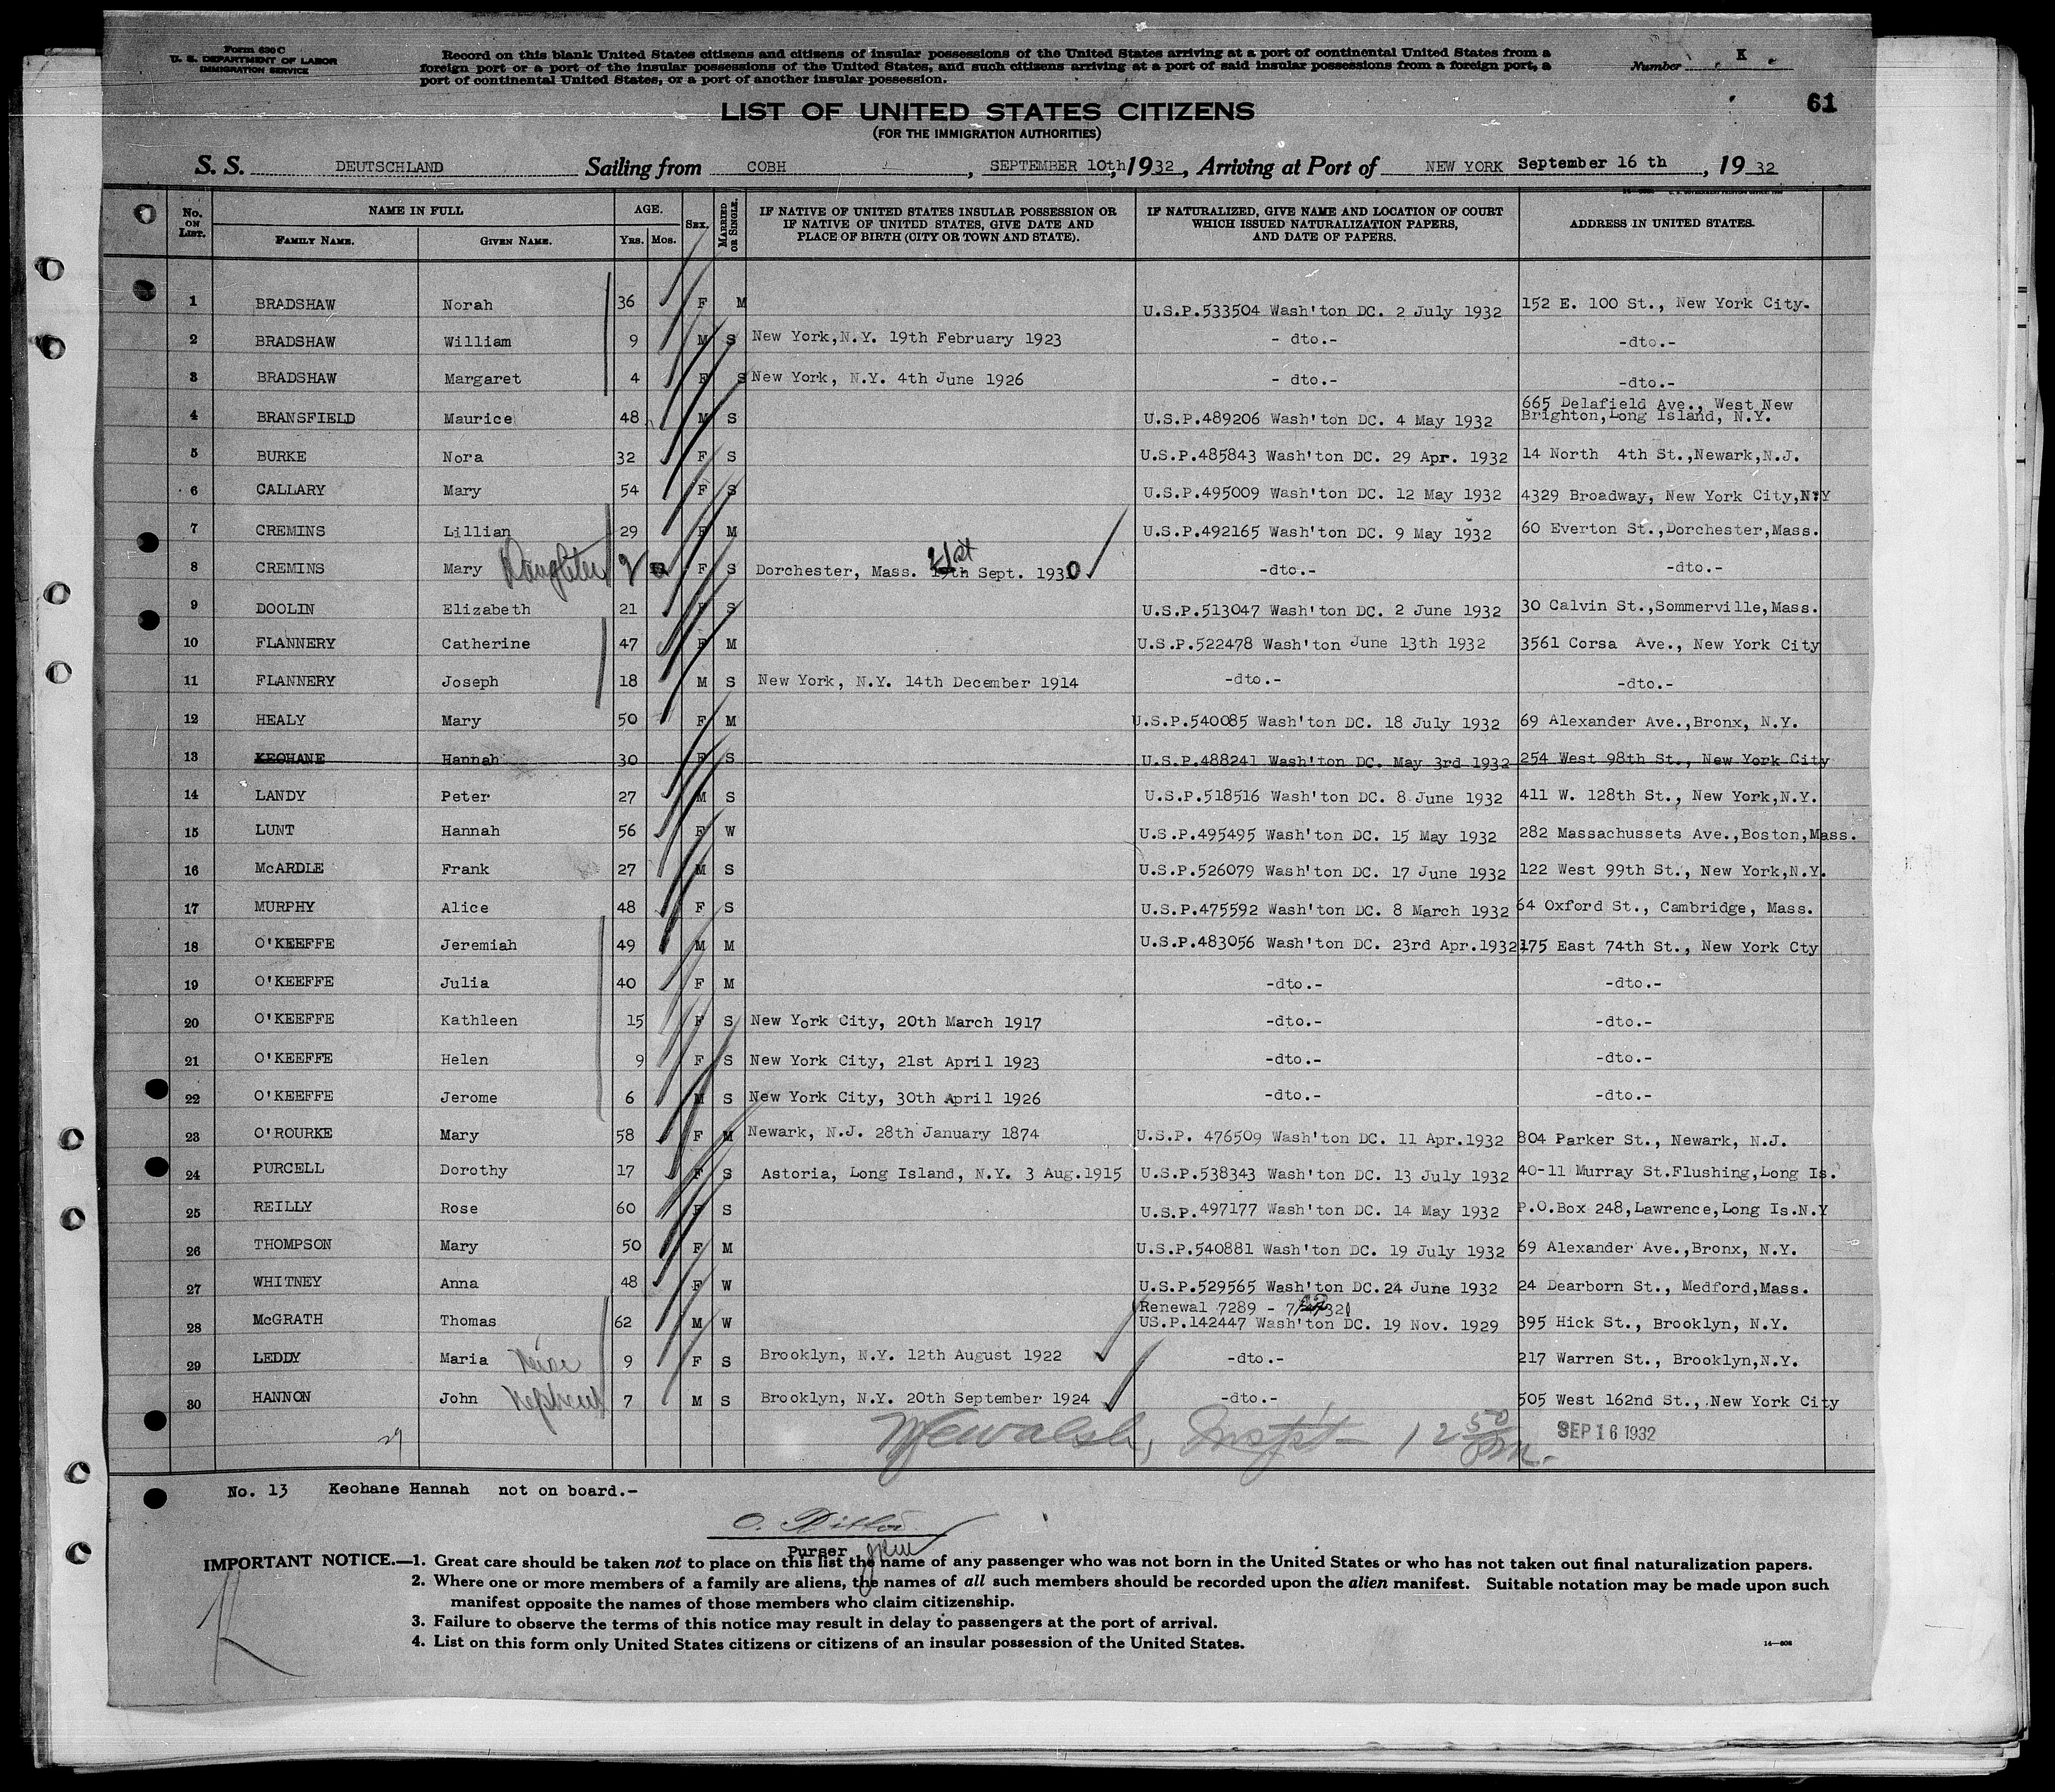 Form 630 C
U. S. DEPARTMENT OF LABOR
IMMIGRATION SERVICE
Record on this blank United States citizens and citizens of insular possessions of the United States arriving at a port of continental United States from a
foreign port or a port of the insular possessions of the United States, and such citizens arriving at a port of said insular possessions from a foreign port, a
port of continental United States, or a port of another insular possession.
Number K
61
LIST OF UNITED STATES CITIZENS
(FOR THE IMMIGRATION AUTHORITIES)
S. S. DEUTSCHLAND Sailing from COBH, SEPTEMBER 10th, 1932, Arriving at Port of NEW YORK September 16 th, 19 32
No. ON LIST. NAME IN FULL AGE. SEX. MARRIED OR SINGLE. IF NATIVE OF UNITED STATES INSULAR POSSESSION OR IF NATIVE OF UNITED STATES, GIVE DATE AND PLACE OF BIRTH (CITY OR TOWN AND STATE). IF NATURALIZED, GIVE NAME AND LOCATION OF COURT WHICH ISSUED NATURALIZATION PAPERS, AND DATE OF PAPERS. ADDRESS IN UNITED STATES.
FAMILY NAME. GIVEN NAME. YRS. MOS.
1 BRADSHAW Norah 36 F M U.S.P.533504 Wash'ton DC. 2 July 1932 152 E. 100 St., New York City.
2 BRADSHAW William 9 M S New York,N.Y. 19th February 1923 - dto.- -dto.-
3 BRADSHAW Margaret 4 F S New York, N.Y. 4th June 1926 - dto.- -dto.-
4 BRANSFIELD Maurice 48 M S U.S.P.489206 Wash'ton DC. 4 May 1932 665 Delafield Ave., West New Brighton,Long Island, N.Y.
5 BURKE Nora 32 F S U.S.P.485843 Wash'ton DC. 29 Apr. 1932 14 North 4th St.,Newark,N.J.
6 CALLARY Mary 54 F S U.S.P.495009 Wash'ton DC. 12 May 1932 4329 Broadway, New York City,N.Y
7 CREMINS Lillian 29 F M U.S.P.492165 Wash'ton DC. 9 May 1932 60 Everton St.,Dorchester,Mass.
8 CREMINS Mary Daughter 2 F S Dorchester, Mass. 21st 19th Sept. 1930 -dto.- -dto.-
9 DOOLIN Elizabeth 21 F S U.S.P.513047 Wash'ton DC. 2 June 1932 30 Calvin St.,Sommerville,Mass.
10 FLANNERY Catherine 47 F M U.S.P.522478 Wash'ton June 13th 1932 3561 Corsa Ave., New York City
11 FLANNERY Joseph 18 M S New York, N.Y. 14th December 1914 -dto.- -dto.-
12 HEALY Mary 50 F M U.S.P.540085 Wash'ton DC. 18 July 1932 69 Alexander Ave.,Bronx, N.Y.
13 KEOHANE Hannah 30 F S U.S.P.488241 Wash'ton DC. May 3rd 1932 254 West 98th St., New York City
14 LANDY Peter 27 M S U.S.P.518516 Wash'ton DC. 8 June 1932 411 W. 128th St., New York,N.Y.
15 LUNT Hannah 56 F W U.S.P.495495 Wash'ton DC. 15 May 1932 282 Massachussets Ave.,Boston,Mass.
16 McARDLE Frank 27 M S U.S.P.526079 Wash'ton DC. 17 June 1932 122 West 99th St., New York,N.Y.
17 MURPHY Alice 48 F S U.S.P.475592 Wash'ton DC. 8 March 1932 64 Oxford St., Cambridge, Mass.
18 O'KEEFFE Jeremiah 49 M M U.S.P.483056 Wash'ton DC. 23rd Apr.1932 175 East 74th St., New York Cty
19 O'KEEFFE Julia 40 F M -dto.- -dto.-
20 O'KEEFFE Kathleen 15 F S New York City, 20th March 1917 -dto.- -dto.-
21 O'KEEFFE Helen 9 F S New York City, 21st April 1923 -dto.- -dto.-
22 O'KEEFFE Jerome 6 M S New York City, 30th April 1926 -dto.- -dto.-
23 O'ROURKE Mary 58 F M Newark, N.J. 28th January 1874 U.S.P. 476509 Wash'ton DC. 11 Apr.1932 804 Parker St., Newark, N.J.
24 PURCELL Dorothy 17 F S Astoria, Long Island, N.Y. 3 Aug.1915 U.S.P.538343 Wash'ton DC. 13 July 1932 40-11 Murray St.Flushing,Long Is.
25 REILLY Rose 60 F S U.S.P.497177 Wash'ton DC. 14 May 1932 P.O.Box 248,Lawrence,Long Is.N.Y
26 THOMPSON Mary 50 F M U.S.P.540881 Wash'ton DC. 19 July 1932 69 Alexander Ave.,Bronx, N.Y.
27 WHITNEY Anna 48 F W U.S.P.529565 Wash'ton DC.24 June 1932 24 Dearborn St., Medford,Mass.
28 McGRATH Thomas 62 M W Renewal 7289 - US.P.142447 Wash'ton DC. 19 Nov. 1929 395 Hick St., Brooklyn, N.Y.
29 LEDDY Maria Neice 9 F S Brooklyn, N.Y. 12th August 1922 -dto.- 217 Warren St., Brooklyn,N.Y.
30 HANNON John Nephew 7 M S Brooklyn, N.Y. 20th September 1924 -dto.- 505 West 162nd St., New York City
29 Walsh, Inspt- 12 50 pm. SEP 16 1932
No. 13 Keohane Hannah not on board.-
Purser
IMPORTANT NOTICE.—1. Great care should be taken not to place on this list the name of any passenger who was not born in the United States or who has not taken out final naturalization papers.
2. Where one or more members of a family are aliens, the names of all such members should be recorded upon the alien manifest. Suitable notation may be made upon such
manifest opposite the names of those members who claim citizenship.
3. Failure to observe the terms of this notice may result in delay to passengers at the port of arrival.
4. List on this form only United States citizens or citizens of an insular possession of the United States.
K
14—608